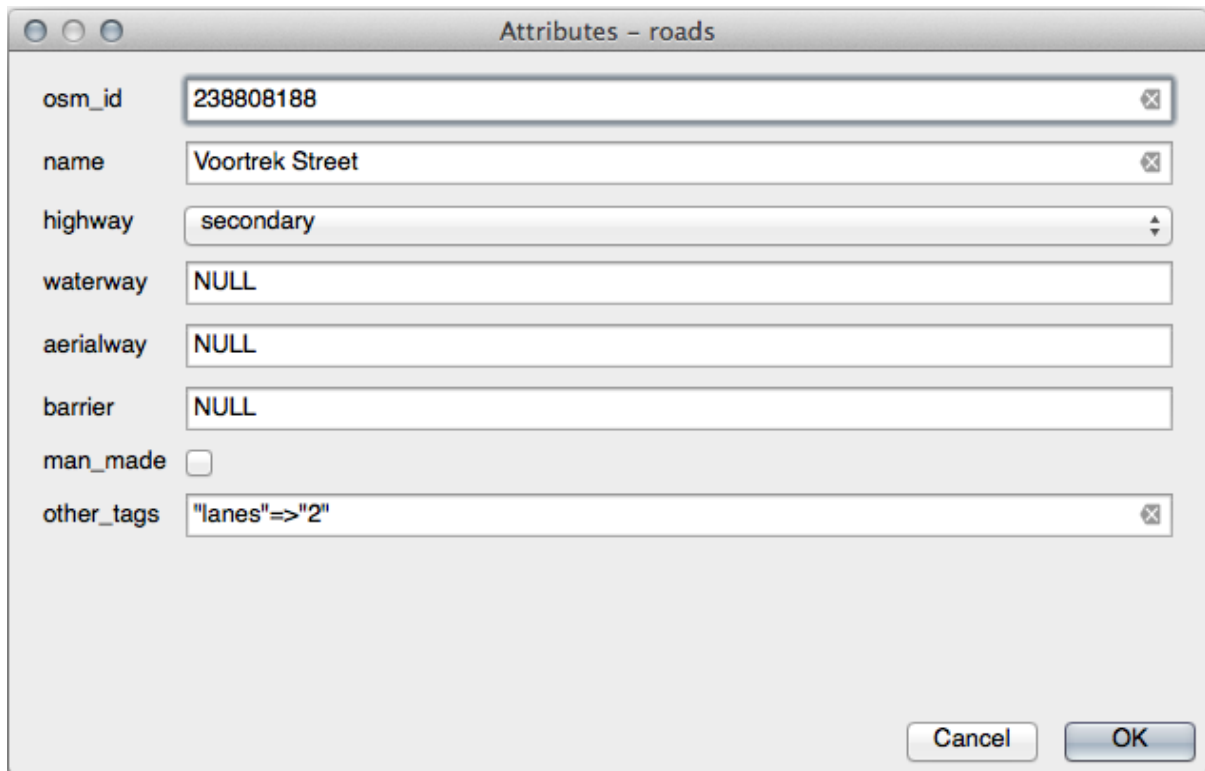 Attributes – roads
osm_id 238808188
name Voortrek Street
highway secondary
waterway NULL
aerialway NULL
barrier NULL
man_made
other_tags "lanes"=>"2"
Cancel OK